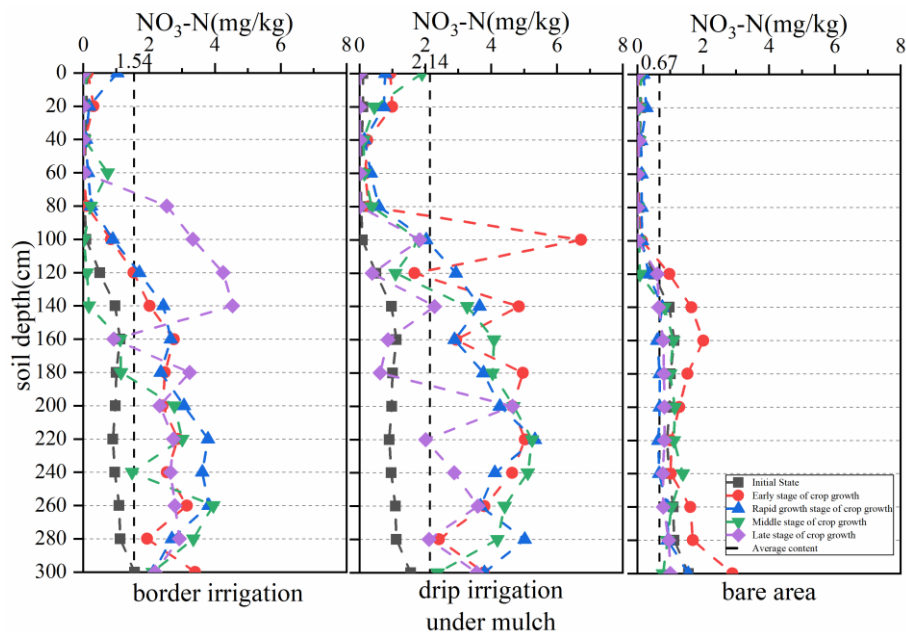 NO₃-N(mg/kg) NO₃-N(mg/kg) NO₃-N(mg/kg)
0 2 4 6 8 0 2 4 6 8 0 2 4 6 8
1.54 2.14 0.67
0
20
40
60
80
100
120
140
160
180
200
220
240
260
280
300
soil depth(cm)
Initial State
Early stage of crop growth
Rapid growth stage of crop growth
Middle stage of crop growth
Late stage of crop growth
Average content
border irrigation drip irrigation bare area
under mulch